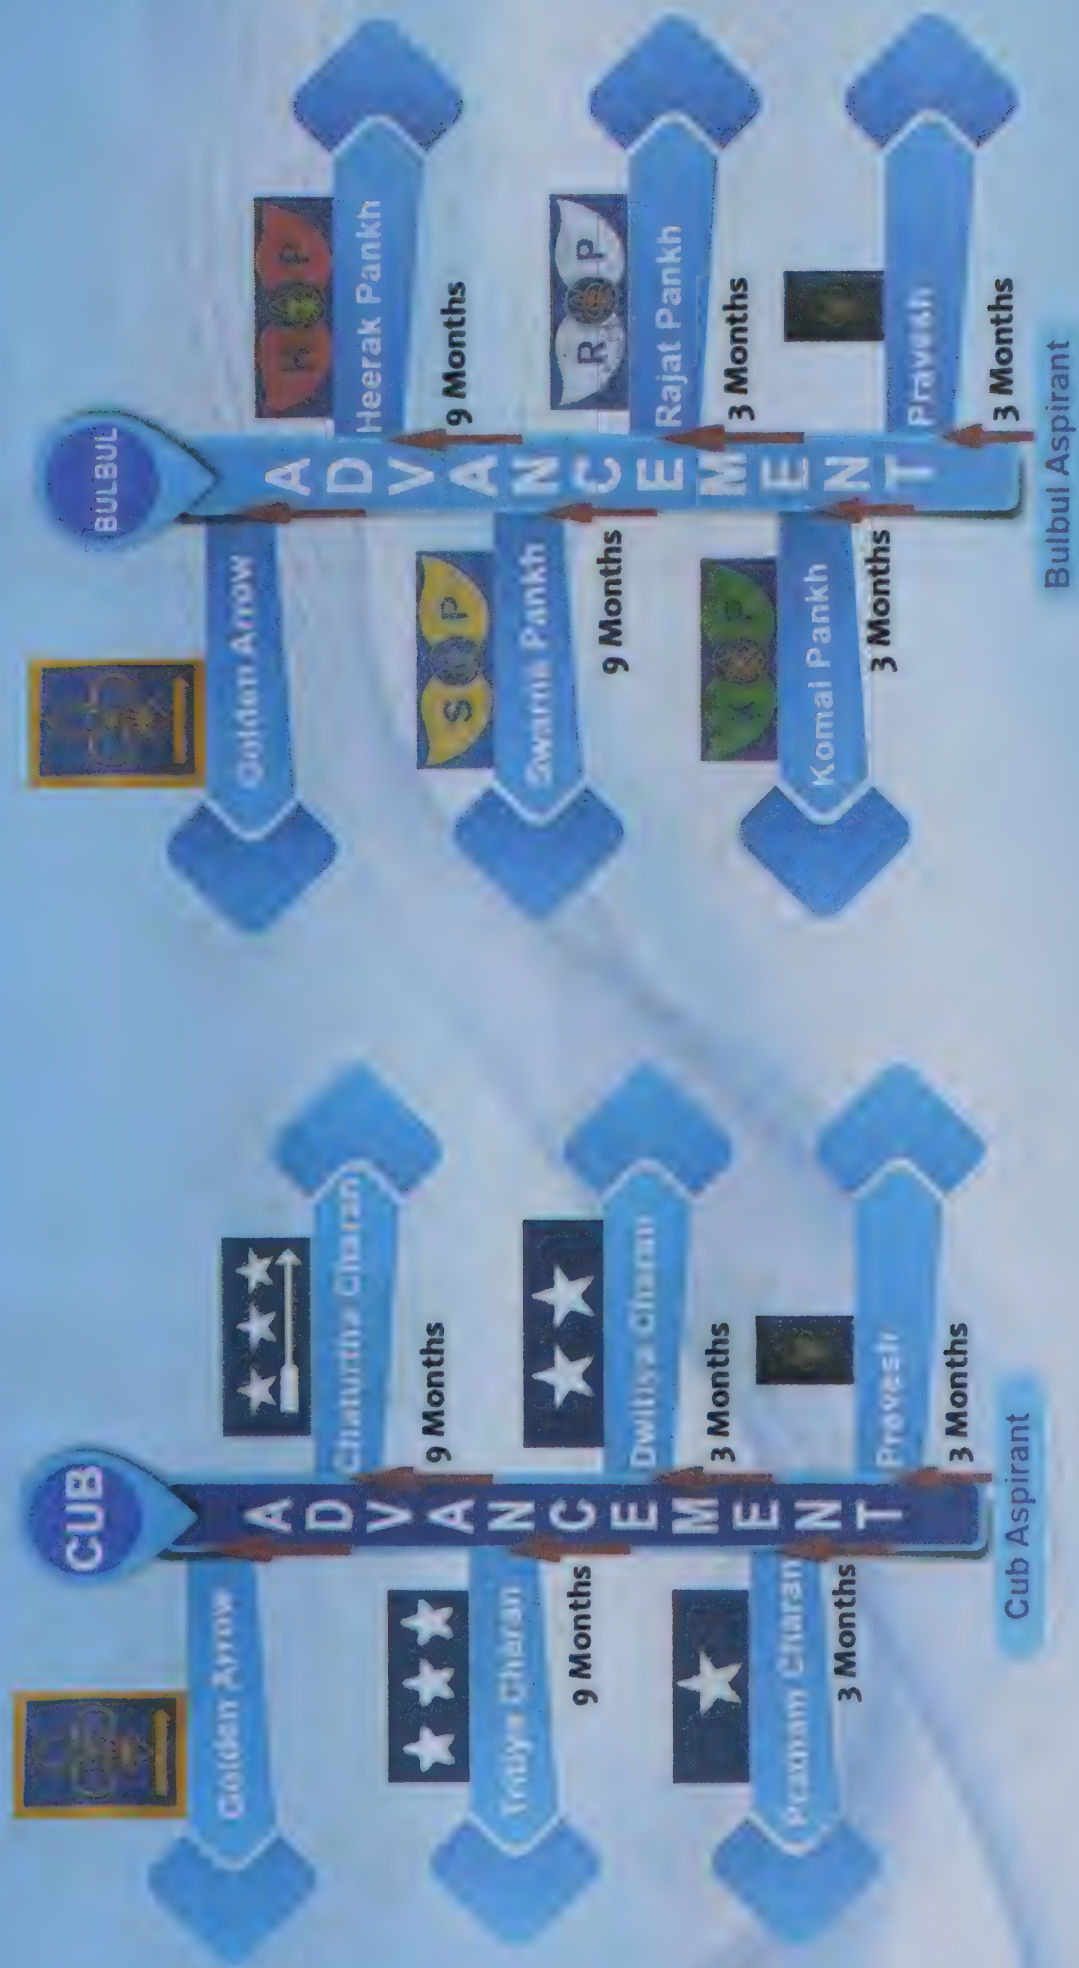 CUB
Golden Arrow
Chaturtha Charan
9 Months
Tritiya Charan
9 Months
Dwitiya Charan
3 Months
Pratham Charan
3 Months
Pravesh
3 Months
ADVANCEMENT
Cub Aspirant
BULBUL
Golden Arrow
H P
Heerak Pankh
9 Months
S P
Swarna Pankh
9 Months
R P
Rajat Pankh
3 Months
K P
Komal Pankh
3 Months
Pravesh
3 Months
ADVANCEMENT
Bulbul Aspirant